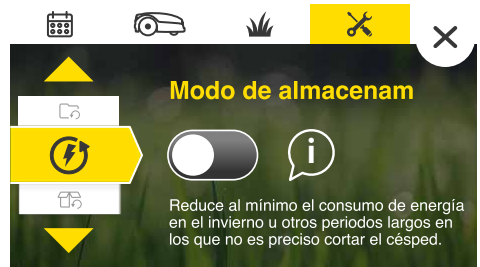 Modo de almacenam
i
Reduce al mínimo el consumo de energía
en el invierno u otros periodos largos en
los que no es preciso cortar el césped.